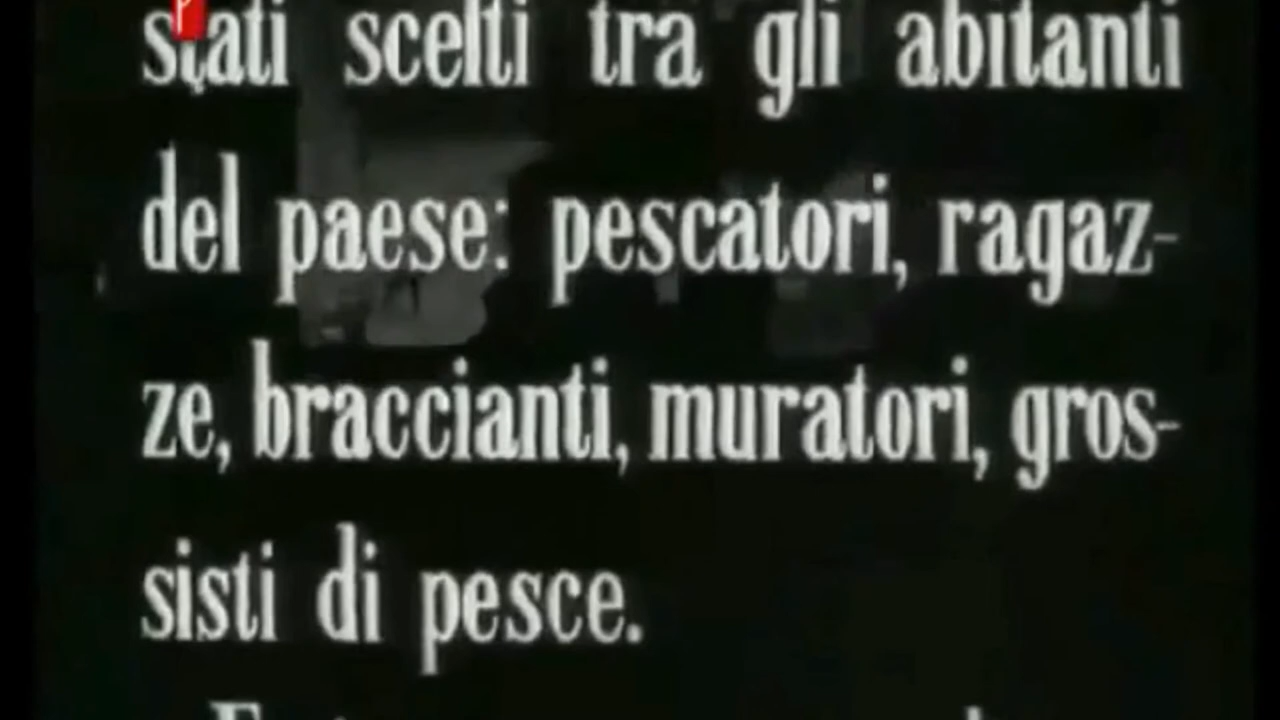 stati scelti tra gli abitanti
del paese: pescatori, ragaz-
ze, braccianti, muratori, gros-
sisti di pesce.